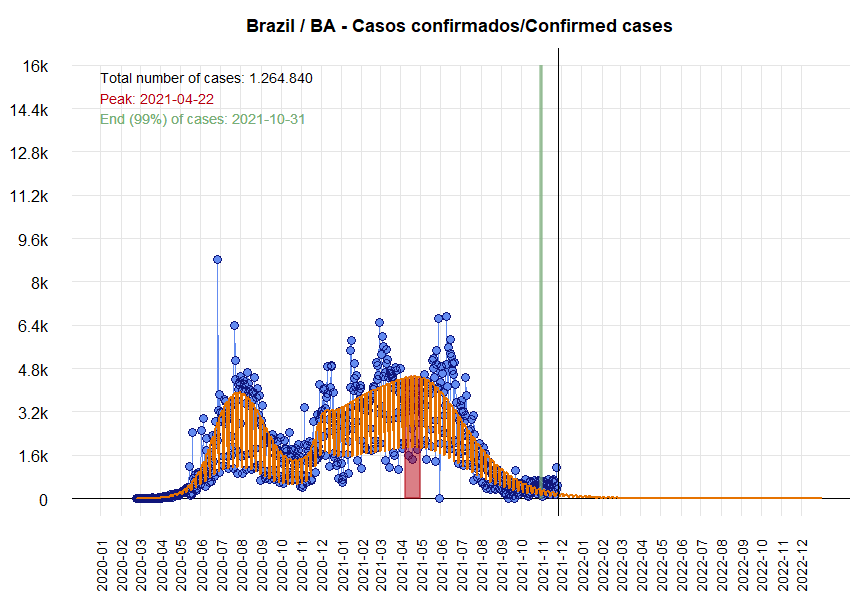 Brazil / BA - Casos confirmados/Confirmed cases
16k
Total number of cases: 1.264.840
Peak: 2021-04-22
14.4k
End (99%) of cases: 2021-10-31
12.8k
11.2k
9.6k
8k
6.4k
4.8k
3.2k
1.6k
0
2020-01
2020-02
2020-03
2020-04
2020-05
2020-06
2020-07
2020-08
2020-09
2020-10
2020-11
2020-12
2021-01
2021-02
2021-03
2021-04
2021-05
2021-06
2021-07
2021-08
2021-09
2021-10
2021-11
2021-12
2022-01
2022-02
2022-03
2022-04
2022-05
2022-06
2022-07
2022-08
2022-09
2022-10
2022-11
2022-12